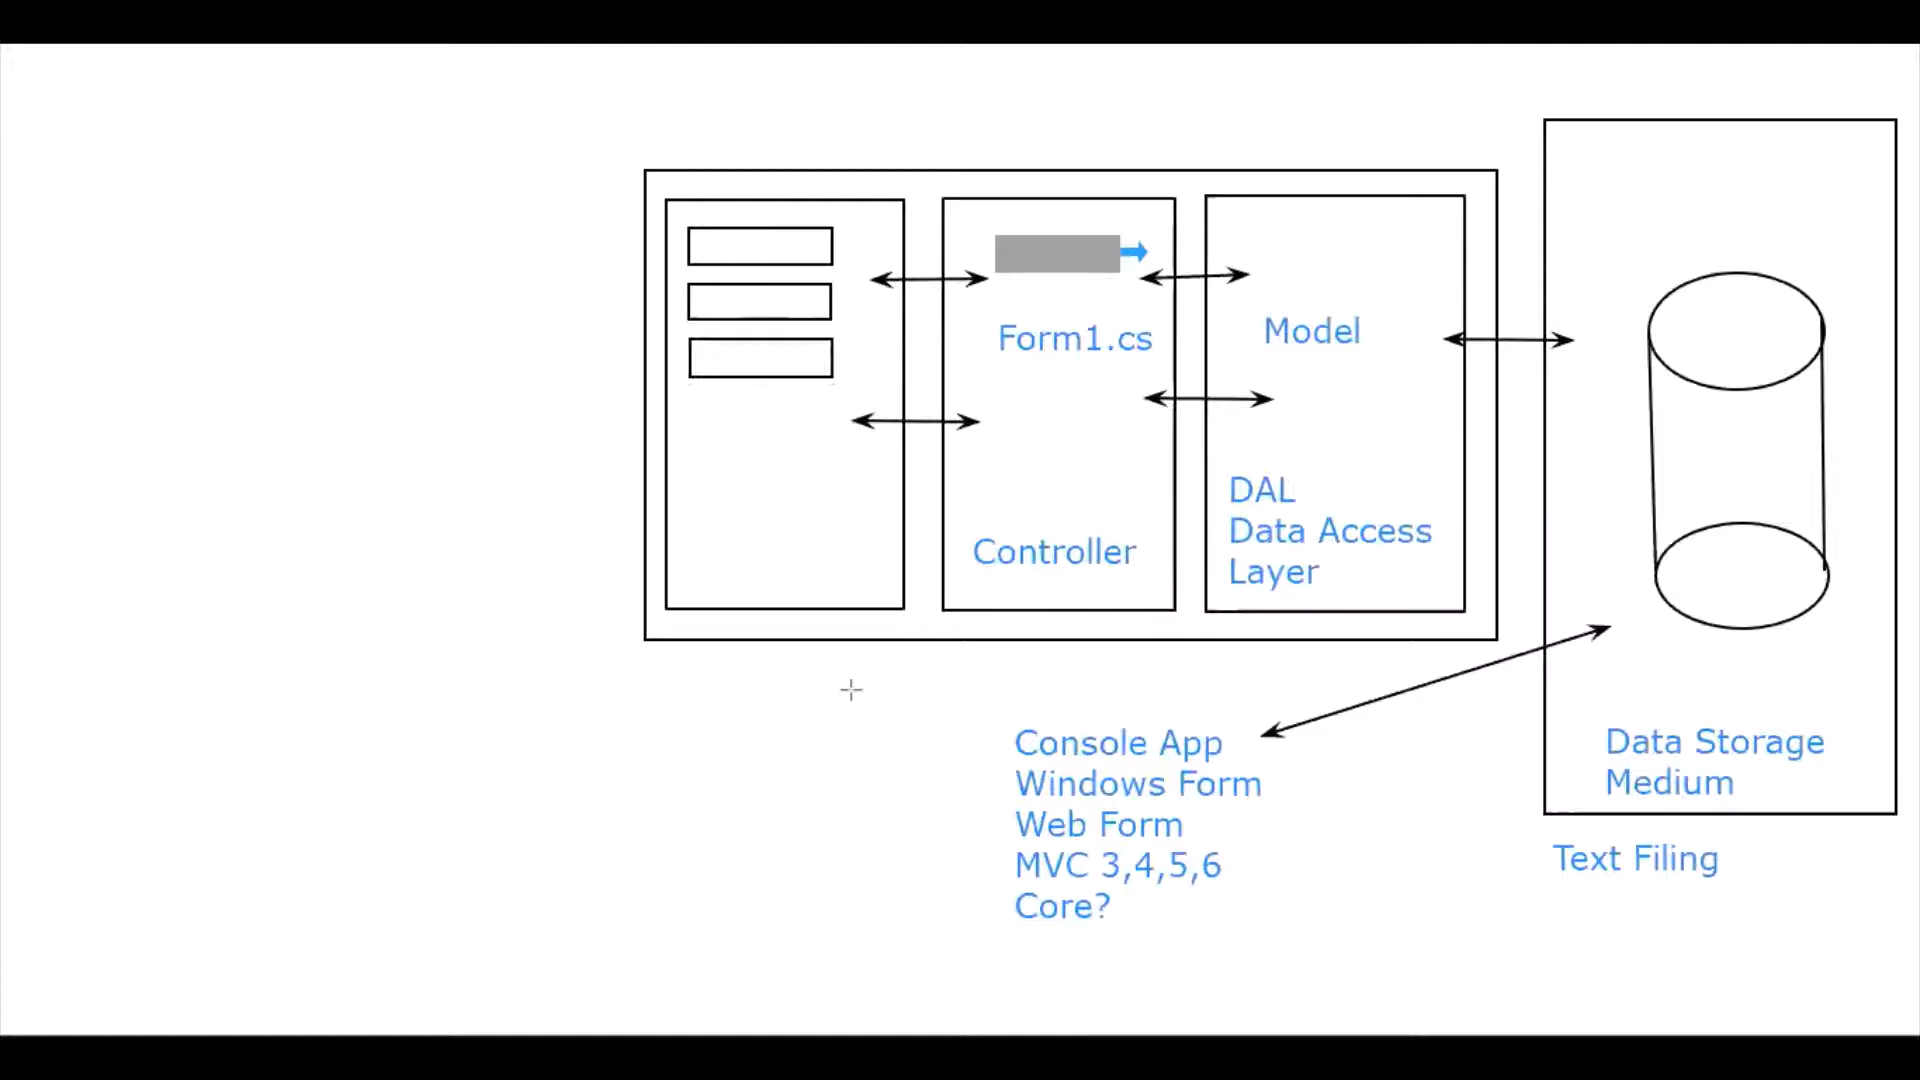 Form1.cs
Controller
Model
DAL
Data Access
Layer
Data Storage
Medium
Text Filing
Console App
Windows Form
Web Form
MVC 3,4,5,6
Core?